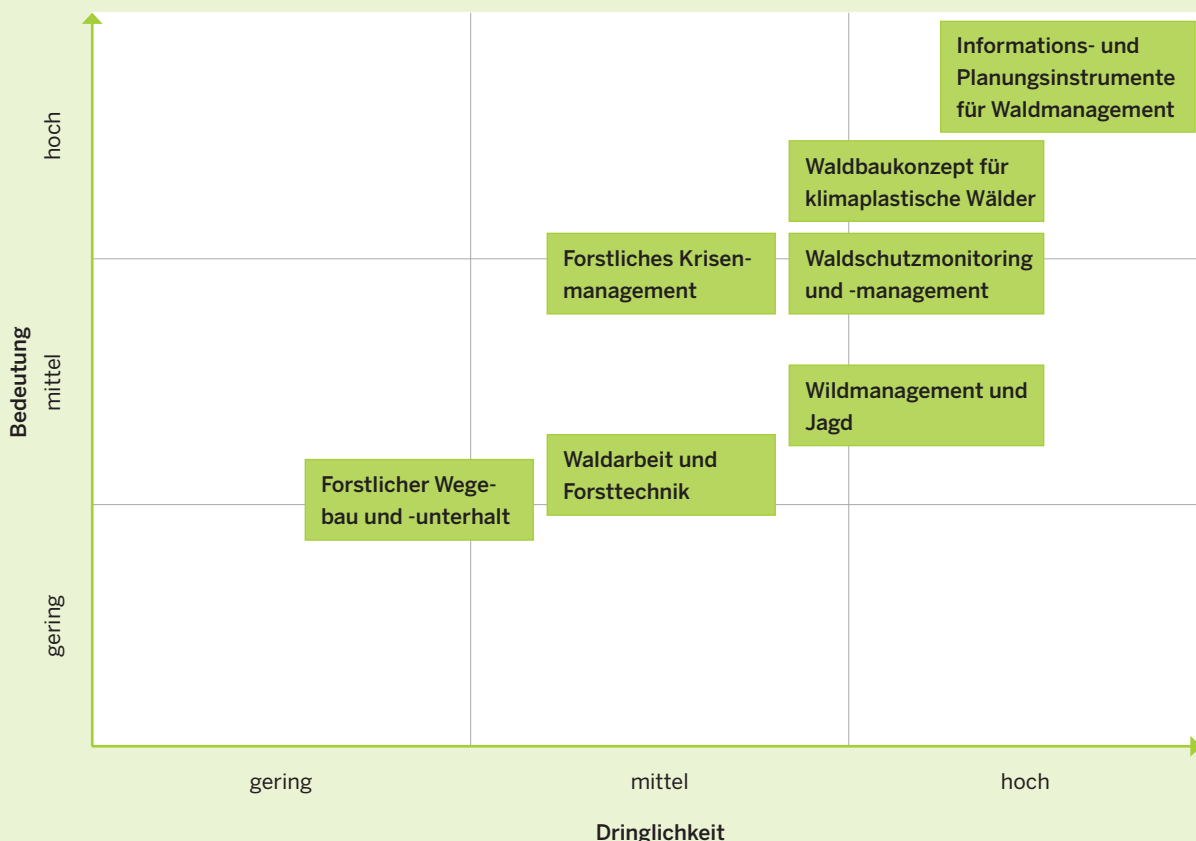 Informations- und
Planungsinstrumente
für Waldmanagement
Waldbaukonzept für
klimaplastische Wälder
Forstliches Krisen-
management
Waldschutzmonitoring
und -management
Wildmanagement und
Jagd
Waldarbeit und
Forsttechnik
Forstlicher Wege-
bau und -unterhalt
Bedeutung
hoch
mittel
gering
gering
mittel
hoch
Dringlichkeit